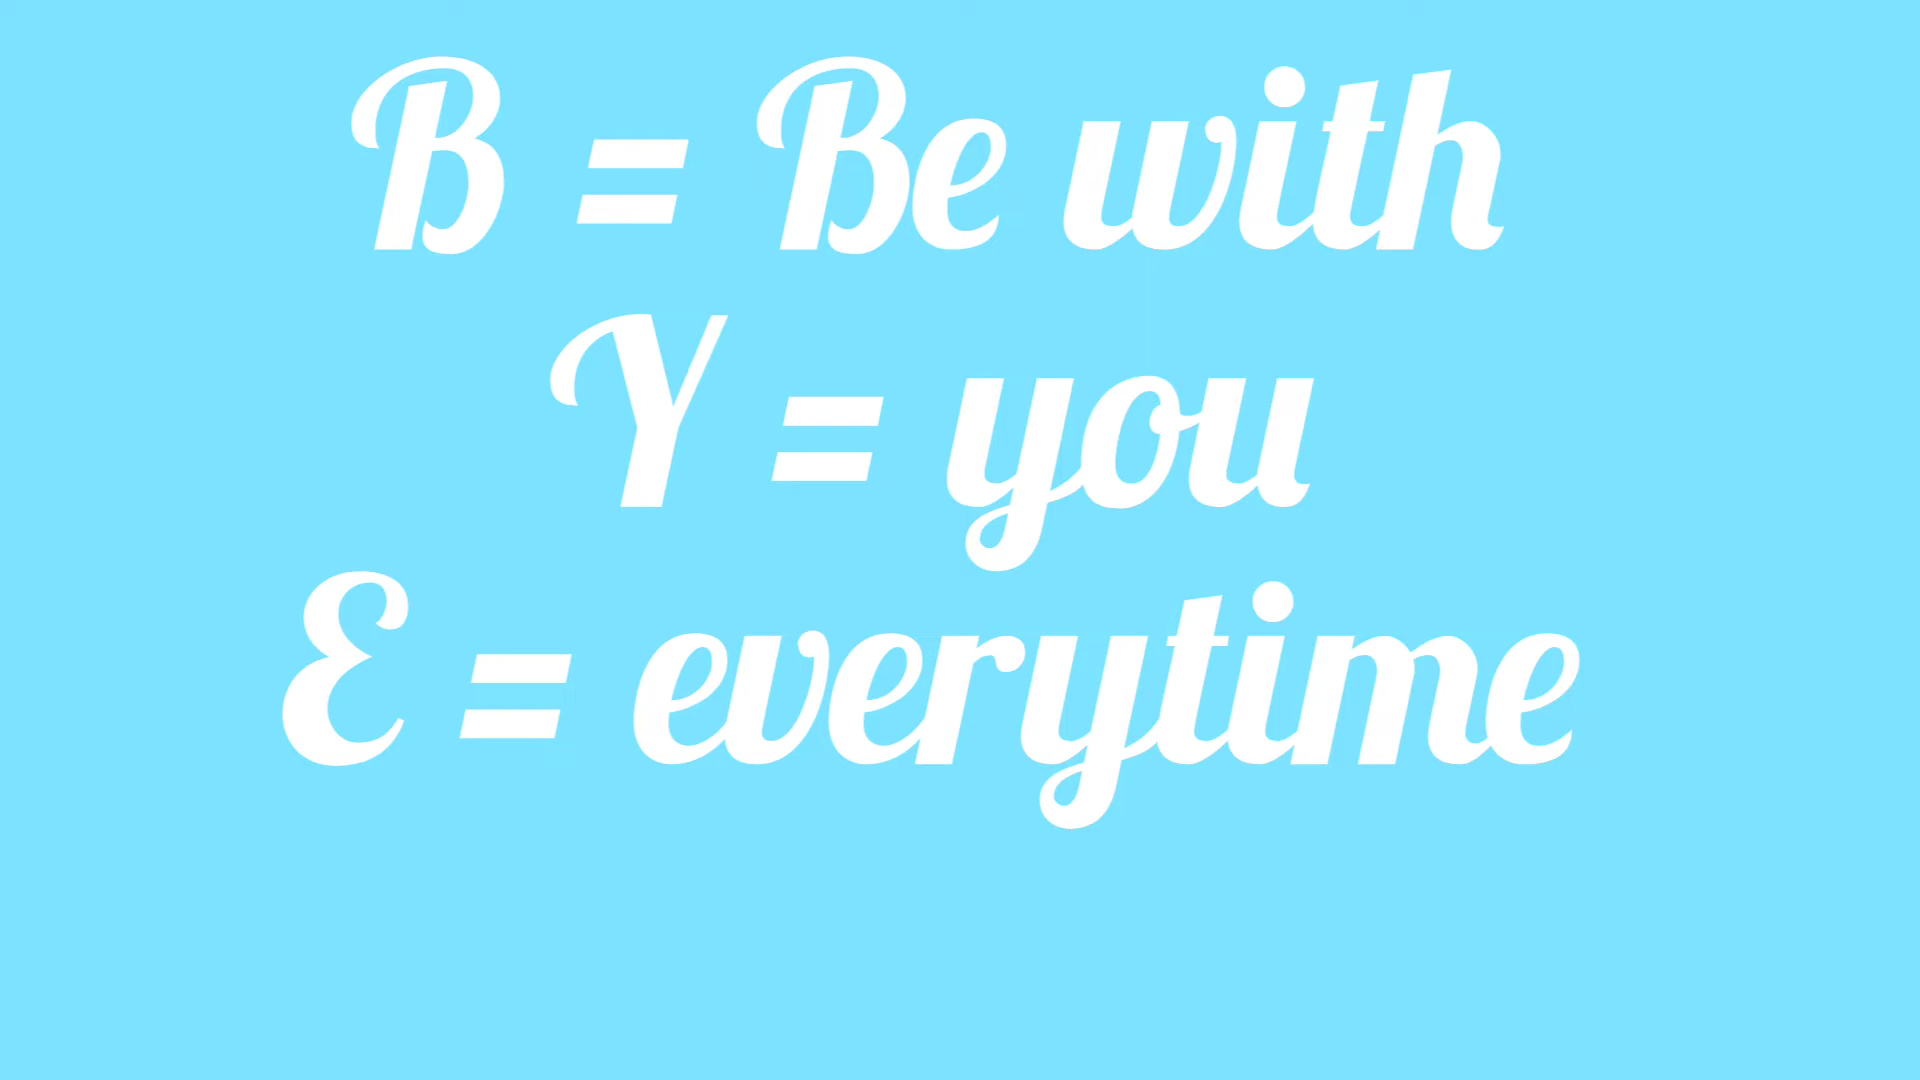 B = Be with
Y = you
E = everytime